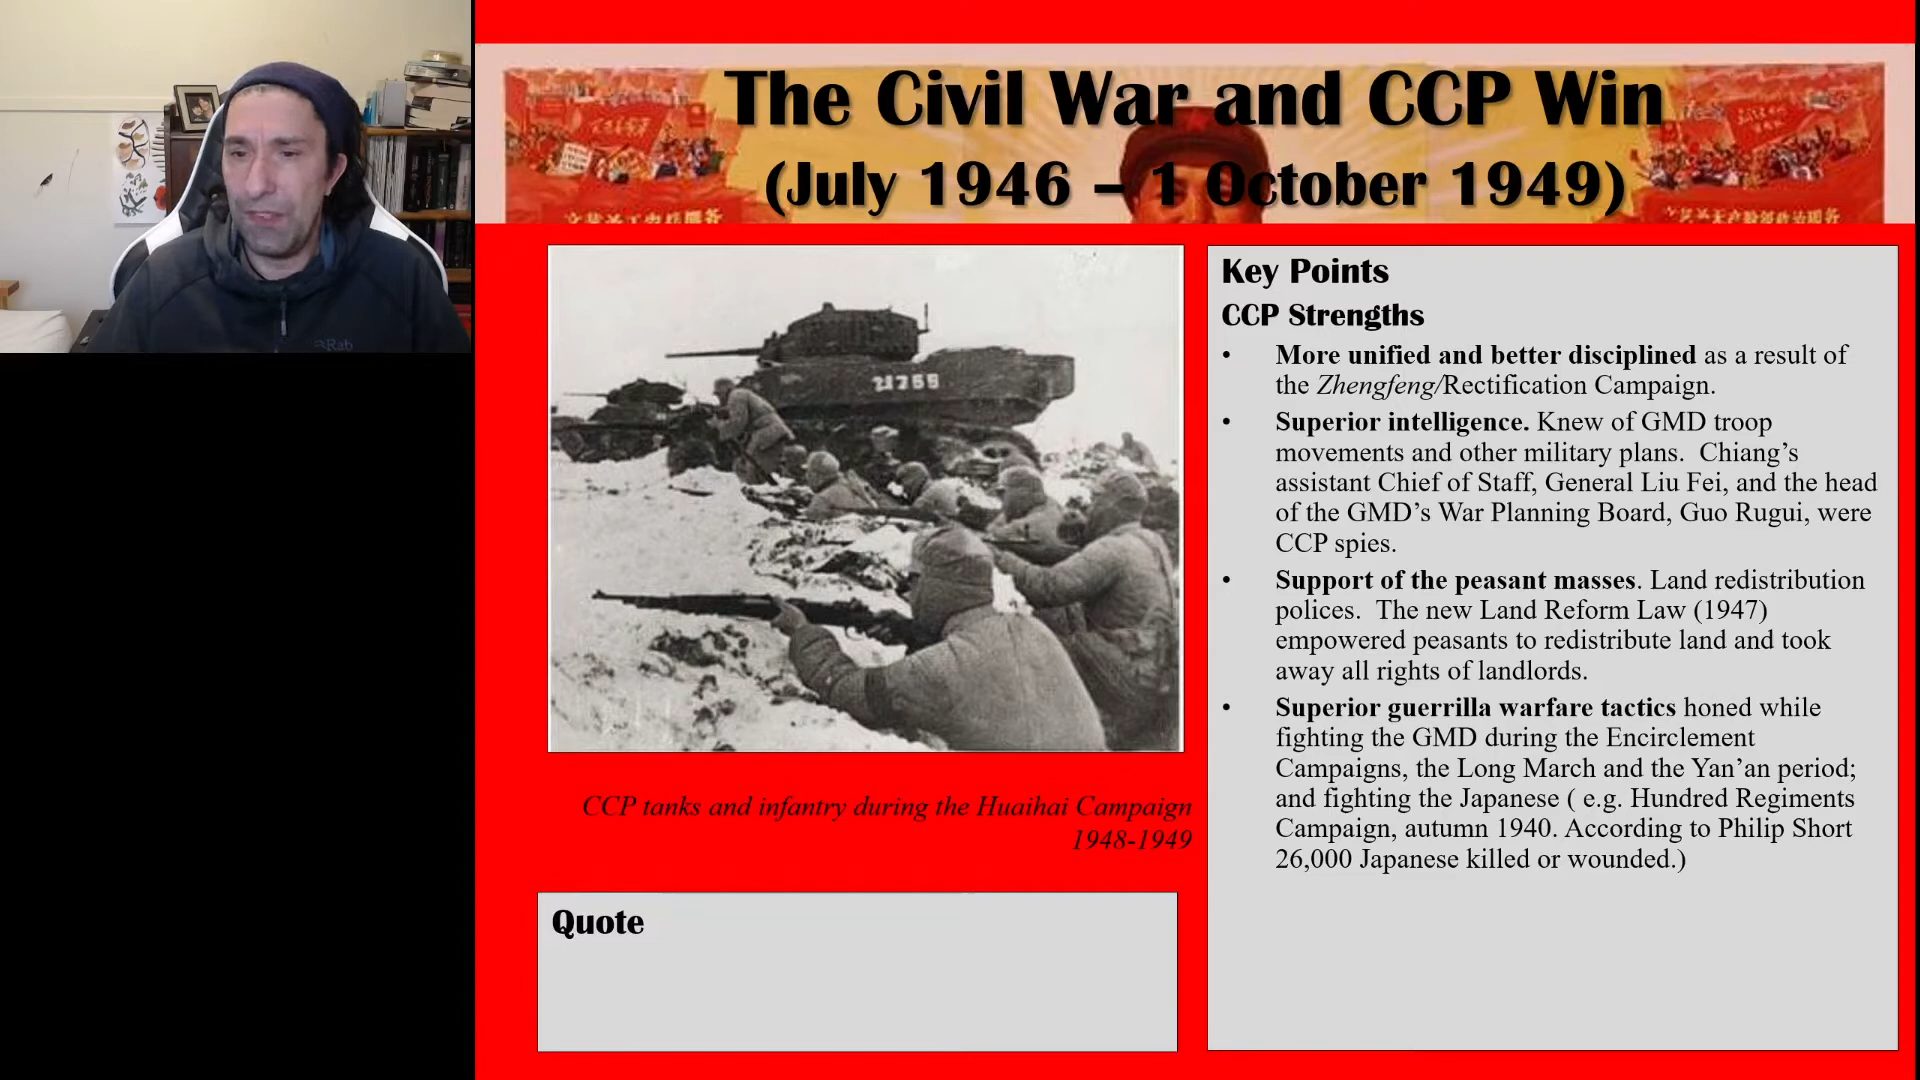 The Civil War and CCP Win
(July 1946 – 1 October 1949)
Rab
21266
CCP tanks and infantry during the Huaihai Campaign
1948-1949
Quote
Key Points
CCP Strengths
• More unified and better disciplined as a result of
the Zhengfeng/Rectification Campaign.
• Superior intelligence. Knew of GMD troop
movements and other military plans.  Chiang’s
assistant Chief of Staff, General Liu Fei, and the head
of the GMD’s War Planning Board, Guo Rugui, were
CCP spies.
• Support of the peasant masses. Land redistribution
polices.  The new Land Reform Law (1947)
empowered peasants to redistribute land and took
away all rights of landlords.
• Superior guerrilla warfare tactics honed while
fighting the GMD during the Encirclement
Campaigns, the Long March and the Yan’an period;
and fighting the Japanese ( e.g. Hundred Regiments
Campaign, autumn 1940. According to Philip Short
26,000 Japanese killed or wounded.)